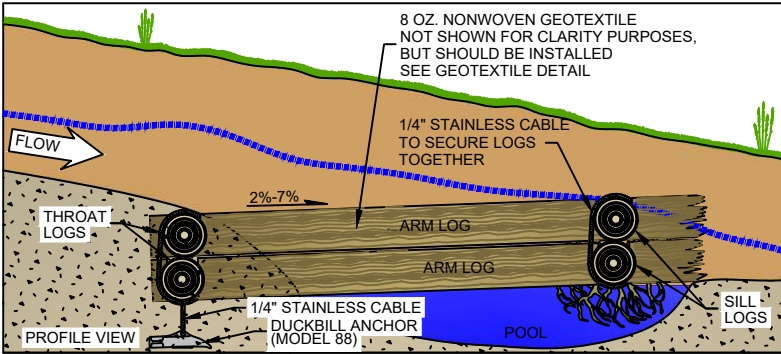 8 OZ. NONWOVEN GEOTEXTILE
NOT SHOWN FOR CLARITY PURPOSES,
BUT SHOULD BE INSTALLED
SEE GEOTEXTILE DETAIL
1/4" STAINLESS CABLE
TO SECURE LOGS
TOGETHER
FLOW
2%-7%
THROAT
LOGS
ARM LOG
ARM LOG
1/4" STAINLESS CABLE
DUCKBILL ANCHOR
(MODEL 88)
SILL
LOGS
POOL
PROFILE VIEW